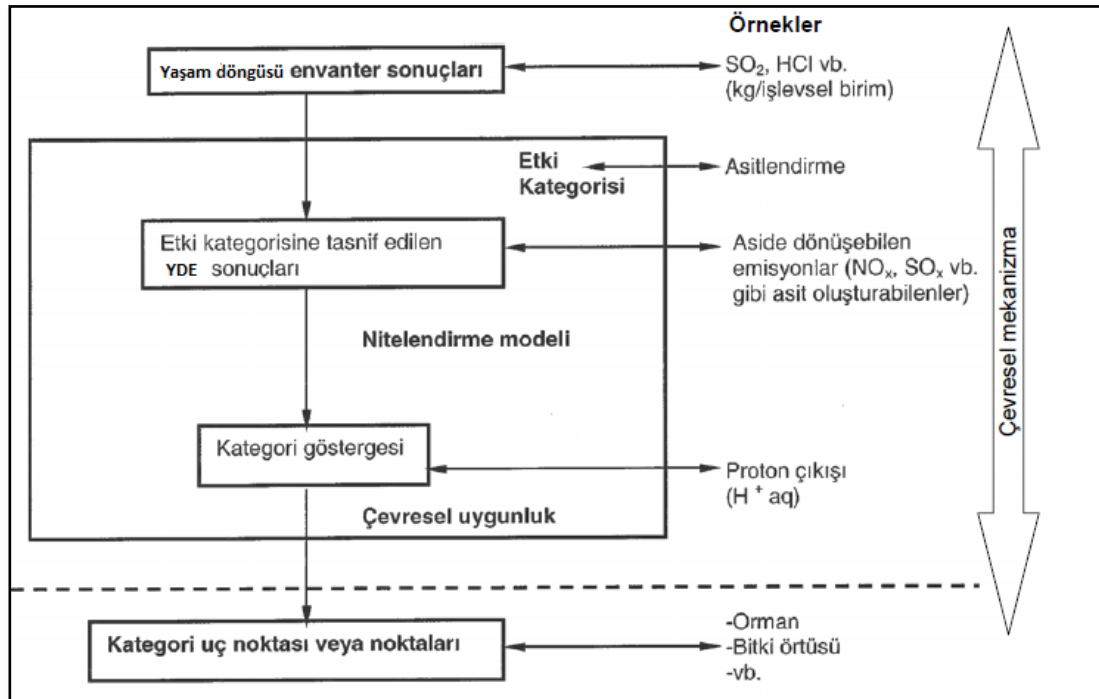 Örnekler
Yaşam döngüsü envanter sonuçları
SO₂, HCl vb.
(kg/işlevsel birim)
Etki
Kategorisi
Asitlendirme
Etki kategorisine tasnif edilen
YDE sonuçları
Aside dönüşebilen
emisyonlar (NOₓ, SOₓ vb.
gibi asit oluşturabilenler)
Nitelendirme modeli
Kategori göstergesi
Proton çıkışı
(H⁺ aq)
Çevresel uygunluk
Kategori uç noktası veya noktaları
-Orman
-Bitki örtüsü
-vb.
Çevresel mekanizma